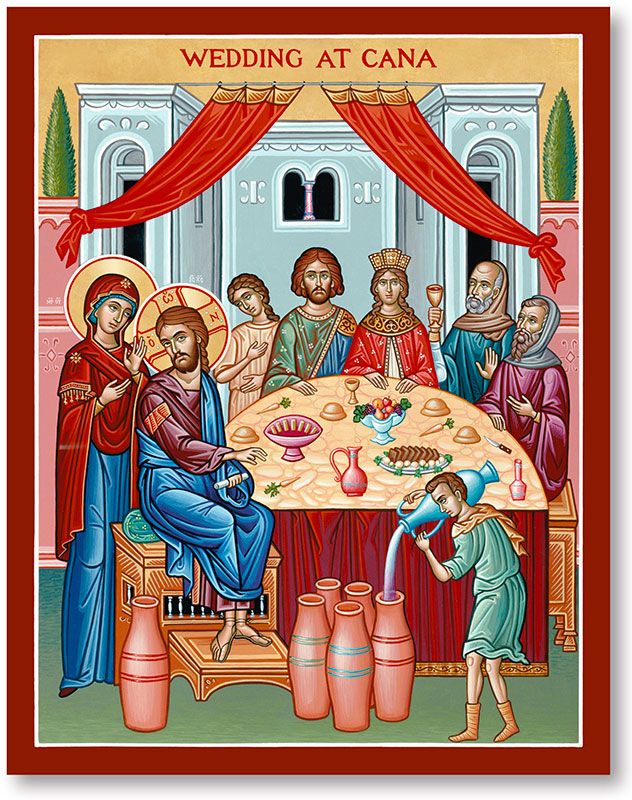 WEDDING AT CANA
Ο Ω Ν